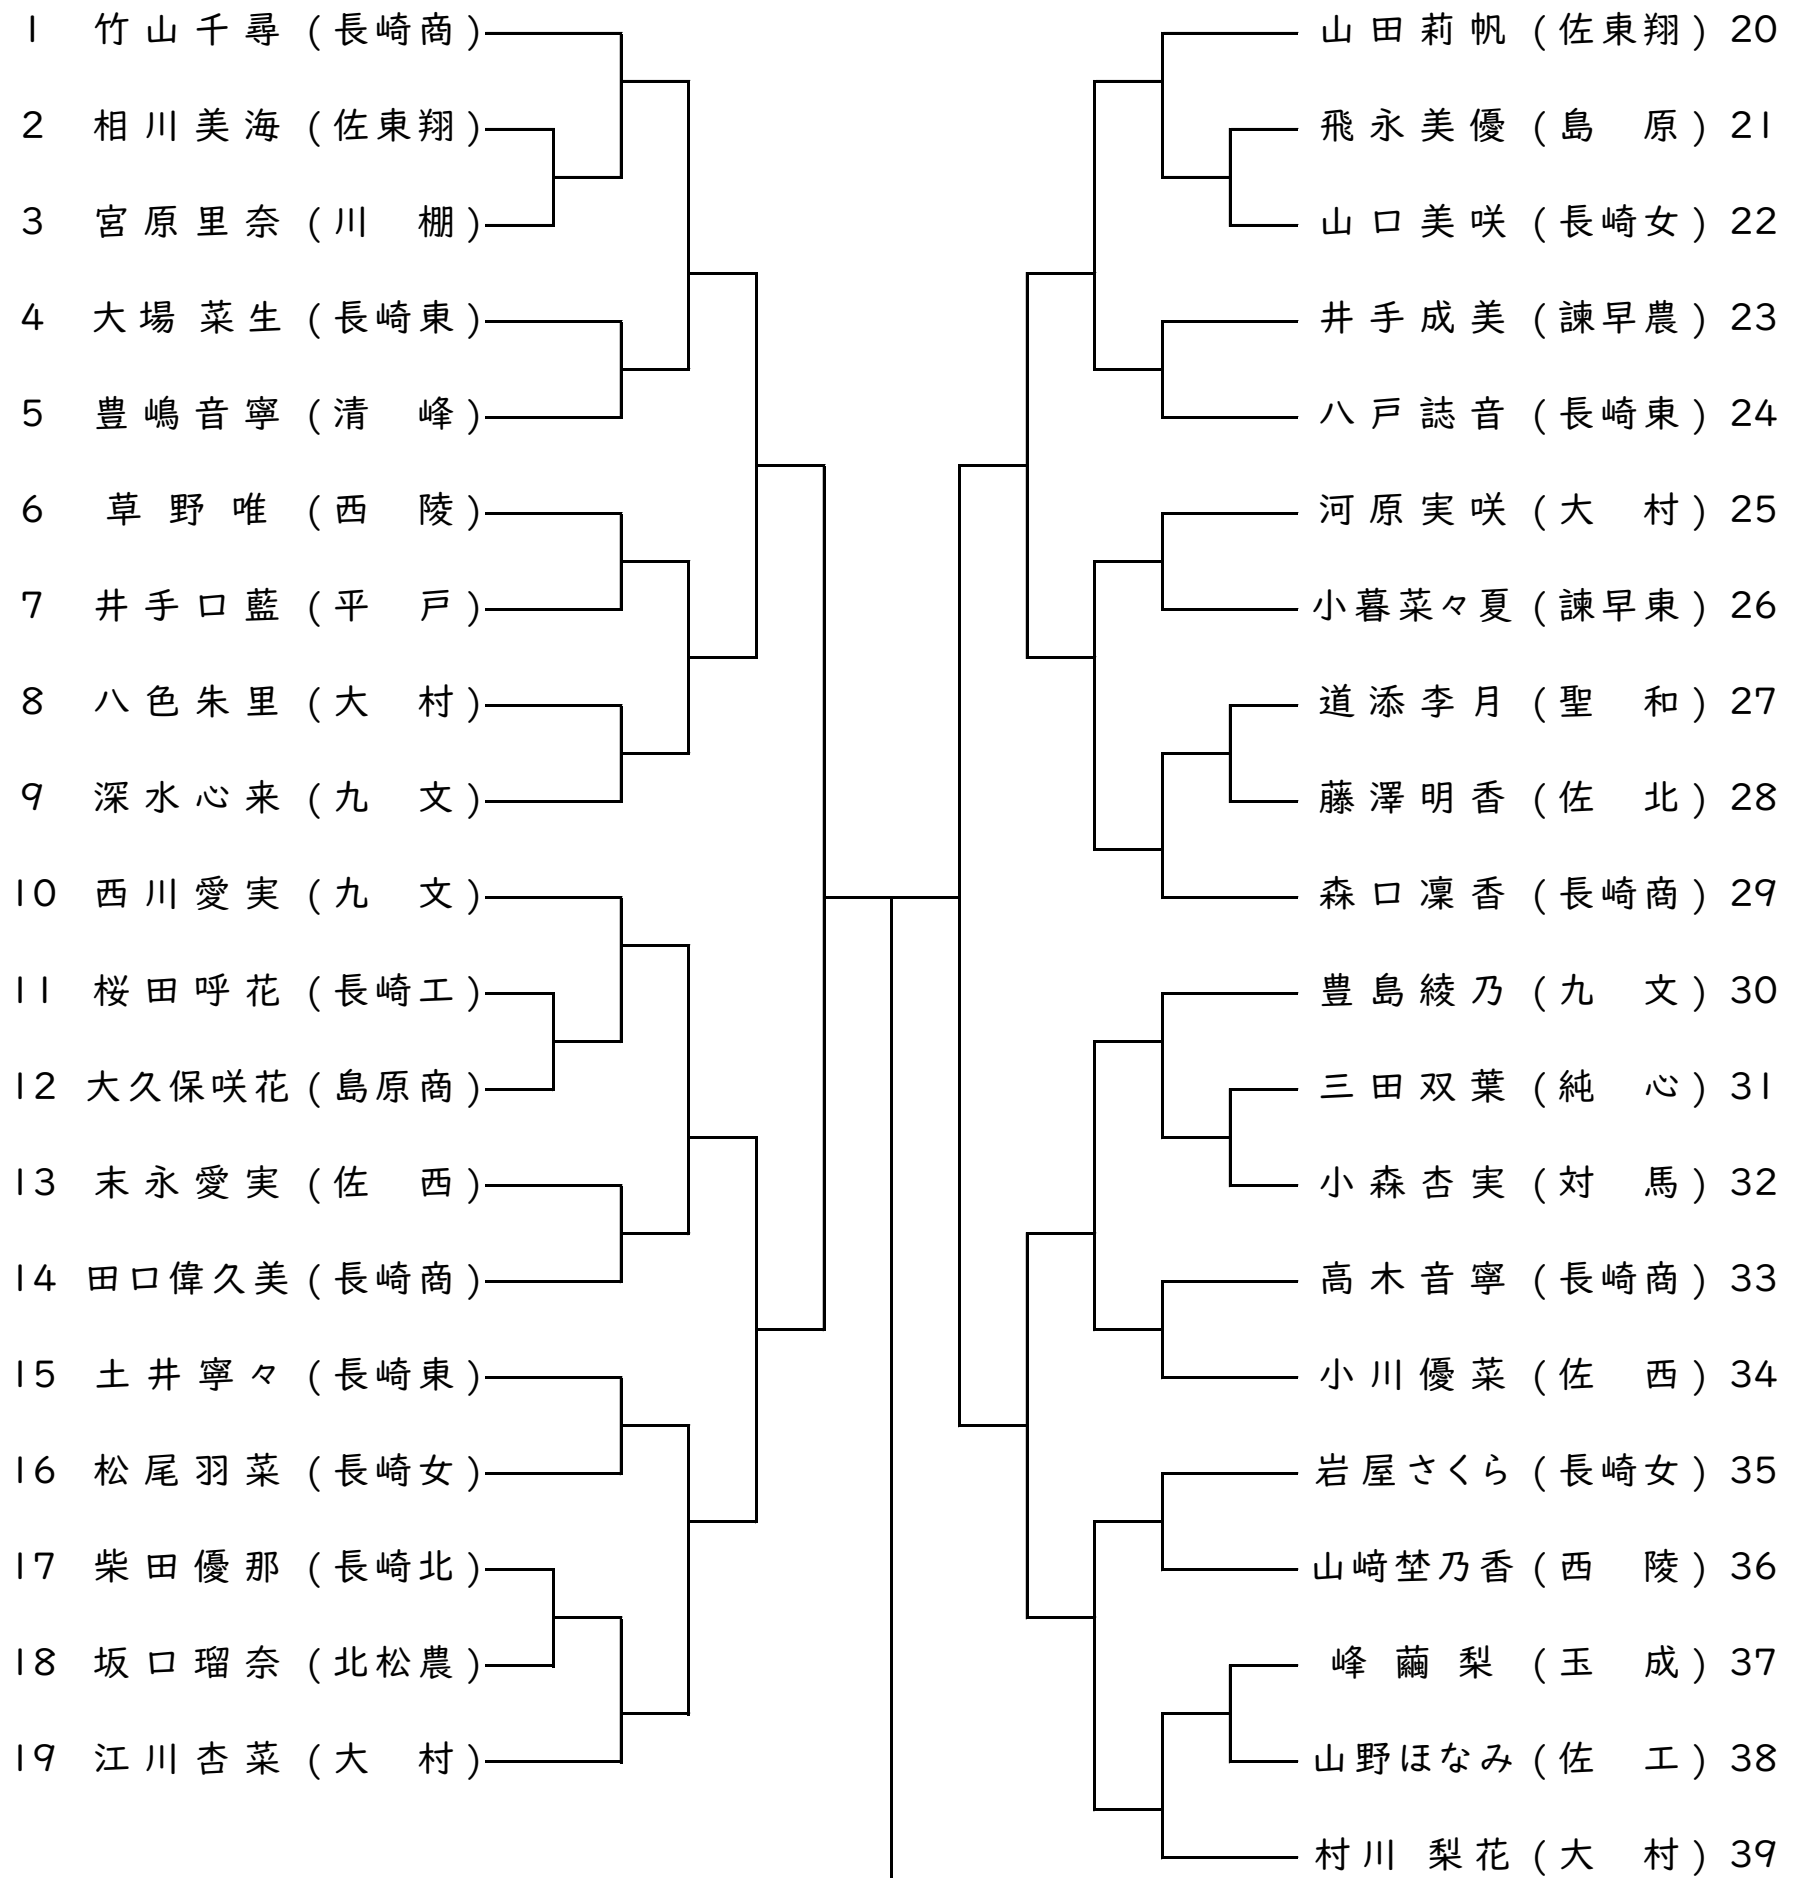 1 竹山千尋 (長崎商)
2 相川美海 (佐東翔)
3 宮原里奈 (川 棚)
4 大場 菜生 (長崎東)
5 豊嶋音寧 (清 峰)
6 草野唯 (西 陵)
7 井手口藍 (平 戸)
8 八色朱里 (大 村)
9 深水心来 (九 文)
10 西川愛実 (九 文)
11 桜田呼花 (長崎工)
12 大久保咲花 (島原商)
13 末永愛実 (佐 西)
14 田口偉久美 (長崎商)
15 土井寧々 (長崎東)
16 松尾羽菜 (長崎女)
17 柴田優那 (長崎北)
18 坂口瑠奈 (北松農)
19 江川杏菜 (大 村)
山田莉帆 (佐東翔) 20
飛永美優 (島 原) 21
山口美咲 (長崎女) 22
井手成美 (諫早農) 23
八戸誌音 (長崎東) 24
河原実咲 (大 村) 25
小暮菜々夏 (諫早東) 26
道添李月 (聖 和) 27
藤澤明香 (佐 北) 28
森口凜香 (長崎商) 29
豊島綾乃 (九 文) 30
三田双葉 (純 心) 31
小森杏実 (対 馬) 32
高木音寧 (長崎商) 33
小川優菜 (佐 西) 34
岩屋さくら (長崎女) 35
山﨑埜乃香 (西 陵) 36
峰繭梨 (玉 成) 37
山野ほなみ (佐 工) 38
村川 梨花 (大 村) 39